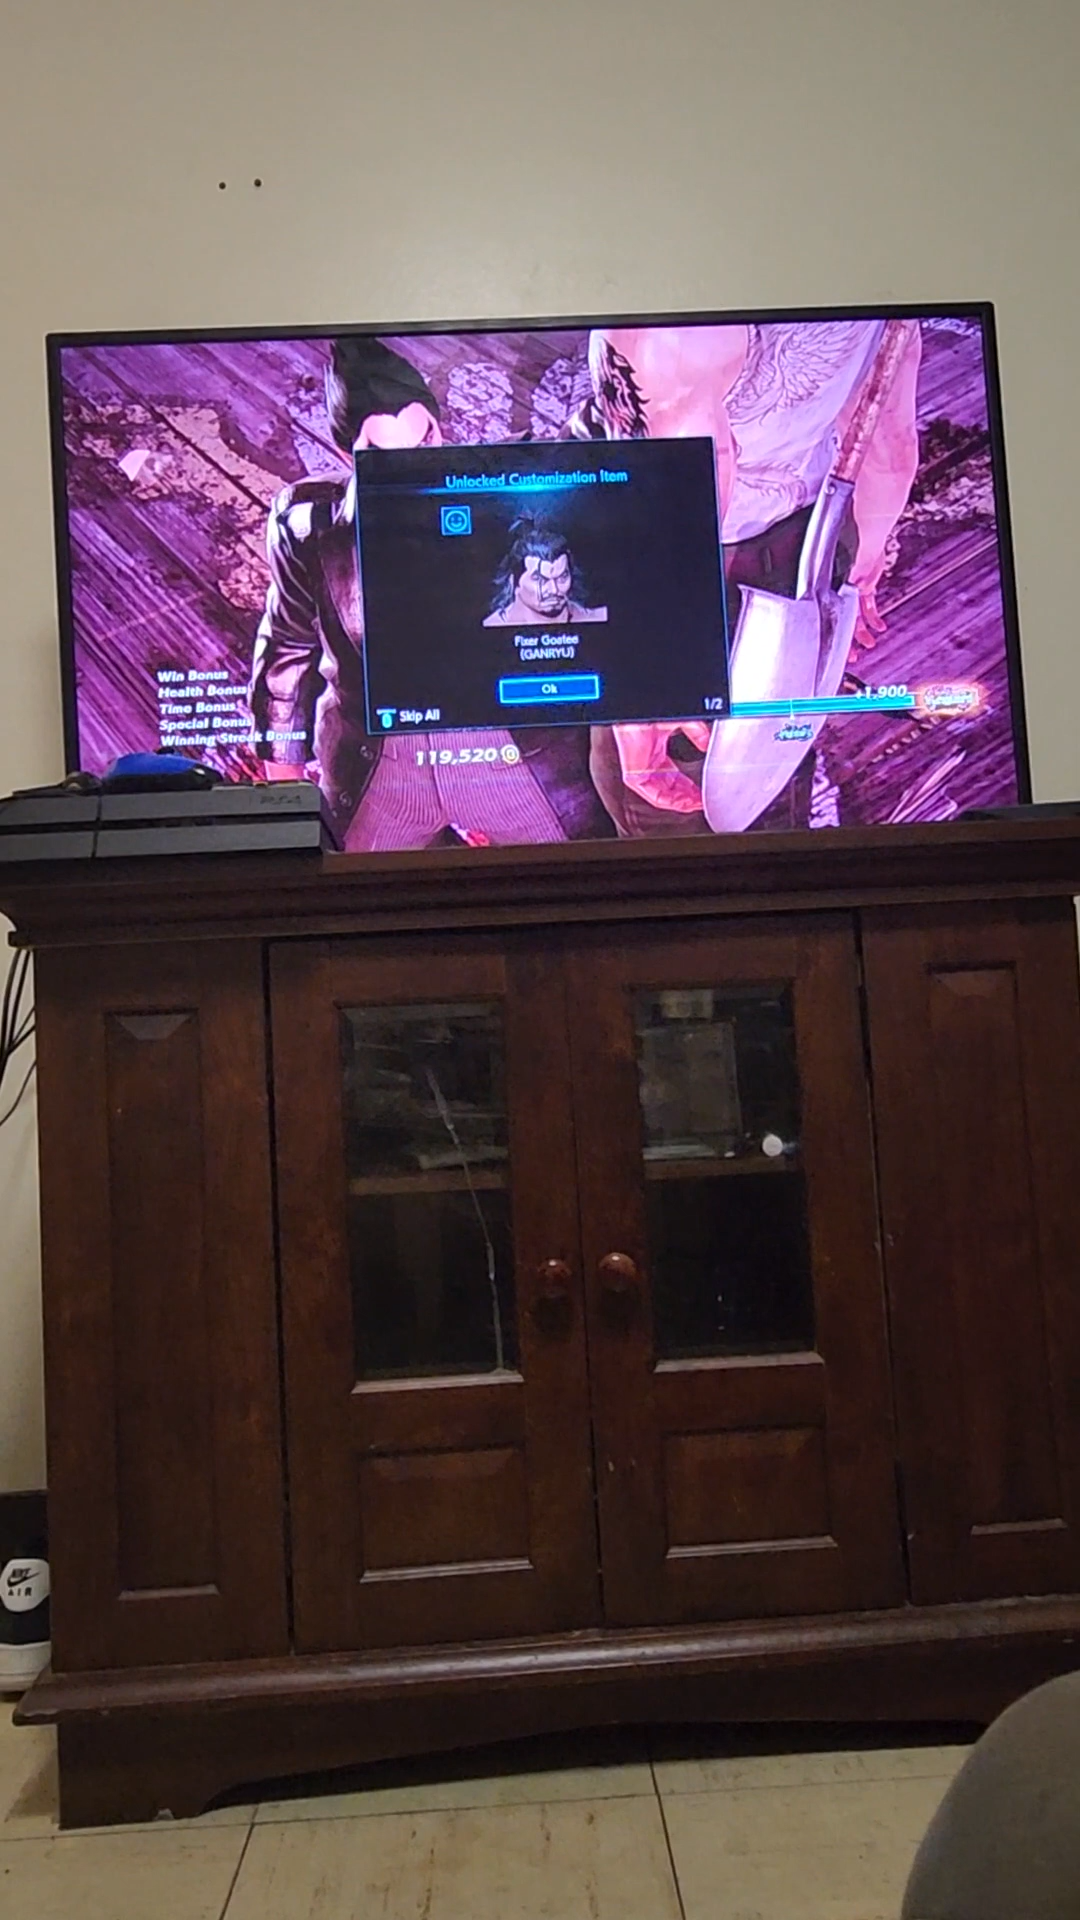 Unlocked Customization Item
Fixer Goatee
(GANRYU)
Ok
Skip All
1/2
Win Bonus
Health Bonus
Time Bonus
Special Bonus
Winning Streak Bonus
+1,900
119,520 G
PS4
NIKE
AIR